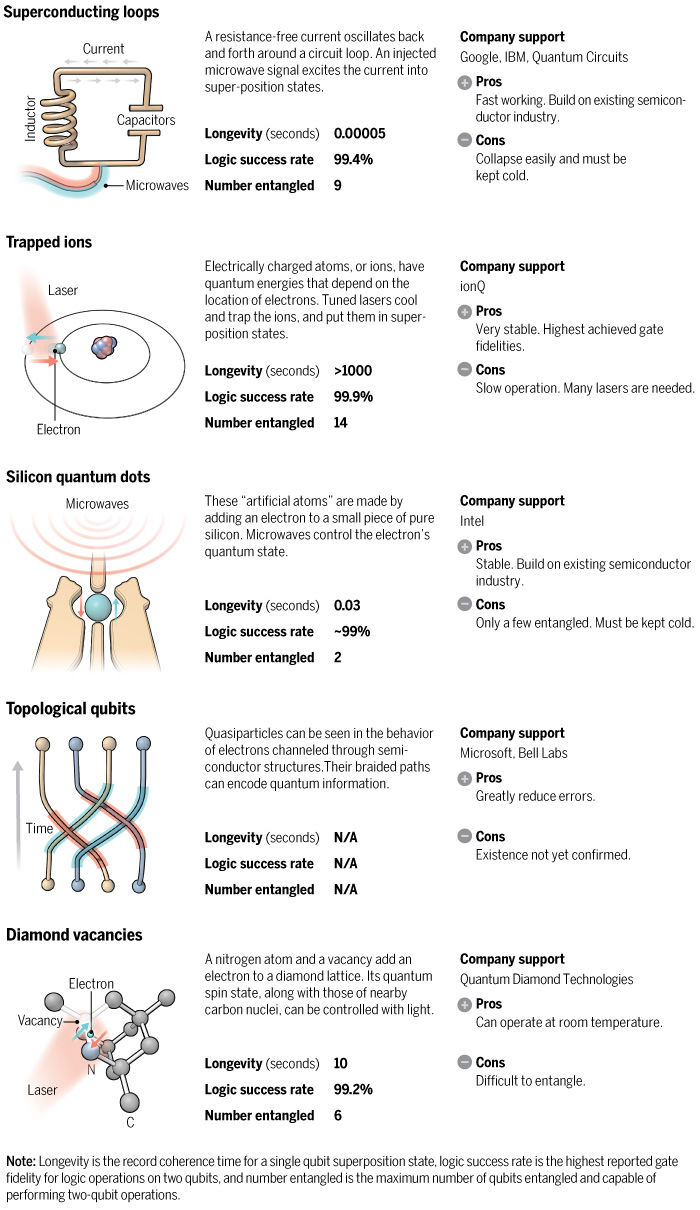 Superconducting loops
Current
Inductor
Capacitors
Microwaves
A resistance-free current oscillates back
and forth around a circuit loop. An injected
microwave signal excites the current into
super-position states.
Longevity (seconds) 0.00005
Logic success rate 99.4%
Number entangled 9
Company support
Google, IBM, Quantum Circuits
+ Pros
Fast working. Build on existing semicon-
ductor industry.
− Cons
Collapse easily and must be
kept cold.
Trapped ions
Laser
Electron
Electrically charged atoms, or ions, have
quantum energies that depend on the
location of electrons. Tuned lasers cool
and trap the ions, and put them in super-
position states.
Longevity (seconds) >1000
Logic success rate 99.9%
Number entangled 14
Company support
ionQ
+ Pros
Very stable. Highest achieved gate
fidelities.
− Cons
Slow operation. Many lasers are needed.
Silicon quantum dots
Microwaves
These “artificial atoms” are made by
adding an electron to a small piece of pure
silicon. Microwaves control the electron’s
quantum state.
Longevity (seconds) 0.03
Logic success rate ~99%
Number entangled 2
Company support
Intel
+ Pros
Stable. Build on existing semiconductor
industry.
− Cons
Only a few entangled. Must be kept cold.
Topological qubits
Time
Quasiparticles can be seen in the behavior
of electrons channeled through semi-
conductor structures.Their braided paths
can encode quantum information.
Longevity (seconds) N/A
Logic success rate N/A
Number entangled N/A
Company support
Microsoft, Bell Labs
+ Pros
Greatly reduce errors.
− Cons
Existence not yet confirmed.
Diamond vacancies
Electron
Vacancy
N
Laser
C
A nitrogen atom and a vacancy add an
electron to a diamond lattice. Its quantum
spin state, along with those of nearby
carbon nuclei, can be controlled with light.
Longevity (seconds) 10
Logic success rate 99.2%
Number entangled 6
Company support
Quantum Diamond Technologies
+ Pros
Can operate at room temperature.
− Cons
Difficult to entangle.
Note: Longevity is the record coherence time for a single qubit superposition state, logic success rate is the highest reported gate
fidelity for logic operations on two qubits, and number entangled is the maximum number of qubits entangled and capable of
performing two-qubit operations.